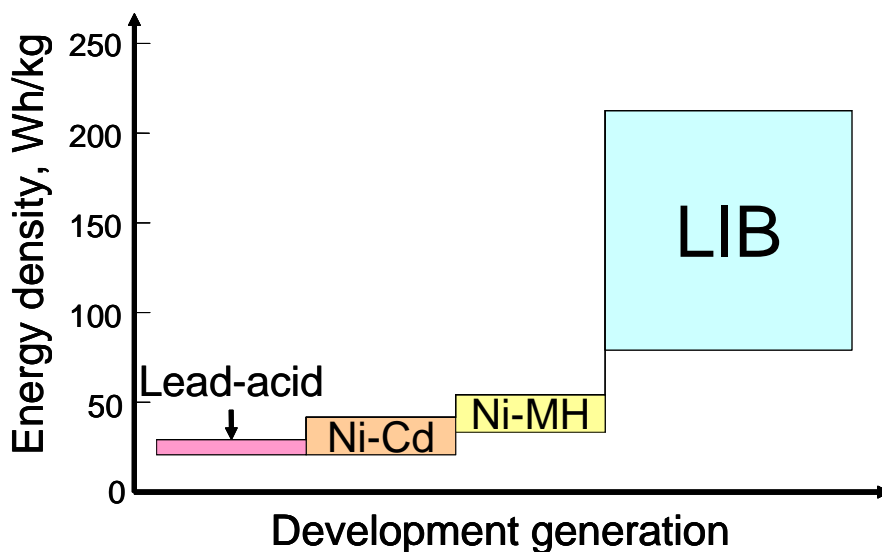 Energy density, Wh/kg
250
200
150
100
50
0
LIB
Lead-acid
Ni-Cd
Ni-MH
Development generation